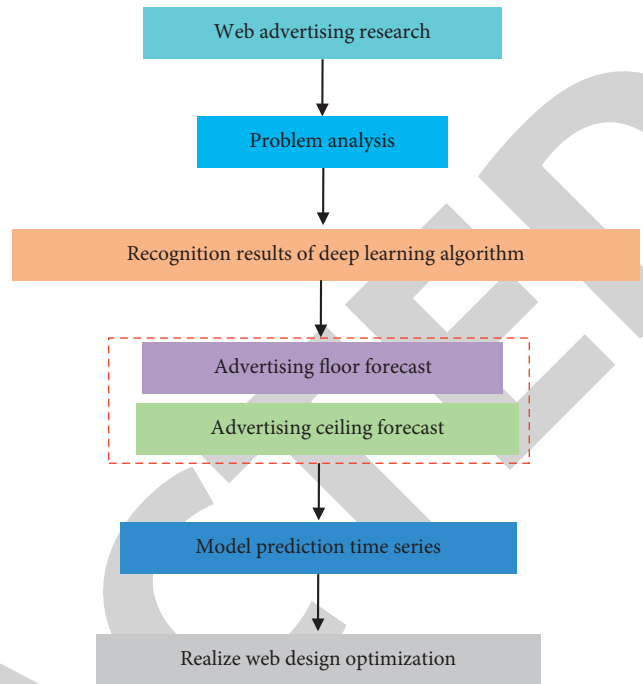 Web advertising research
Problem analysis
Recognition results of deep learning algorithm
Advertising floor forecast
Advertising ceiling forecast
Model prediction time series
Realize web design optimization